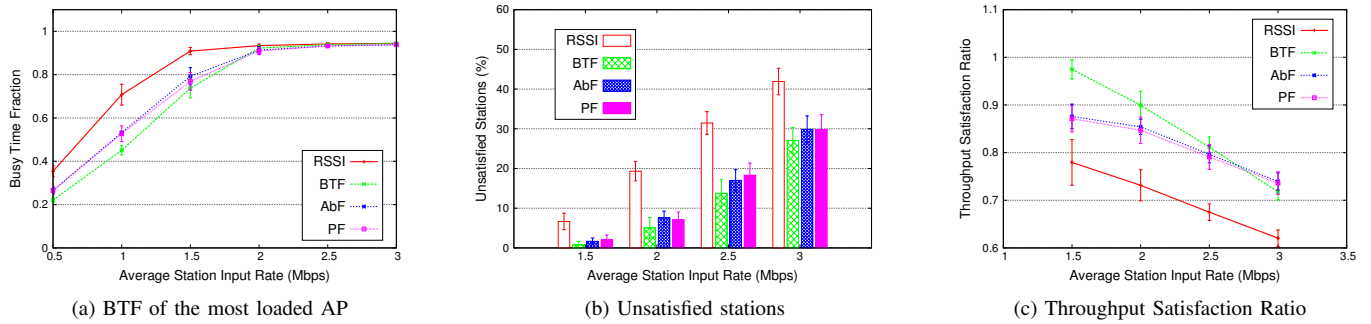 1
0.8
0.6
0.4
0.2
0
Busy Time Fraction
RSSI
BTF
AbF
PF
0.5
1
1.5
2
2.5
3
Average Station Input Rate (Mbps)
(a) BTF of the most loaded AP
60
50
40
30
20
10
0
Unsatisfied Stations (%)
RSSI
BTF
AbF
PF
1.5
2
2.5
3
Average Station Input Rate (Mbps)
(b) Unsatisfied stations
1.1
1
0.9
0.8
0.7
0.6
Throughput Satisfaction Ratio
RSSI
BTF
AbF
PF
1
1.5
2
2.5
3
3.5
Average Station Input Rate (Mbps)
(c) Throughput Satisfaction Ratio